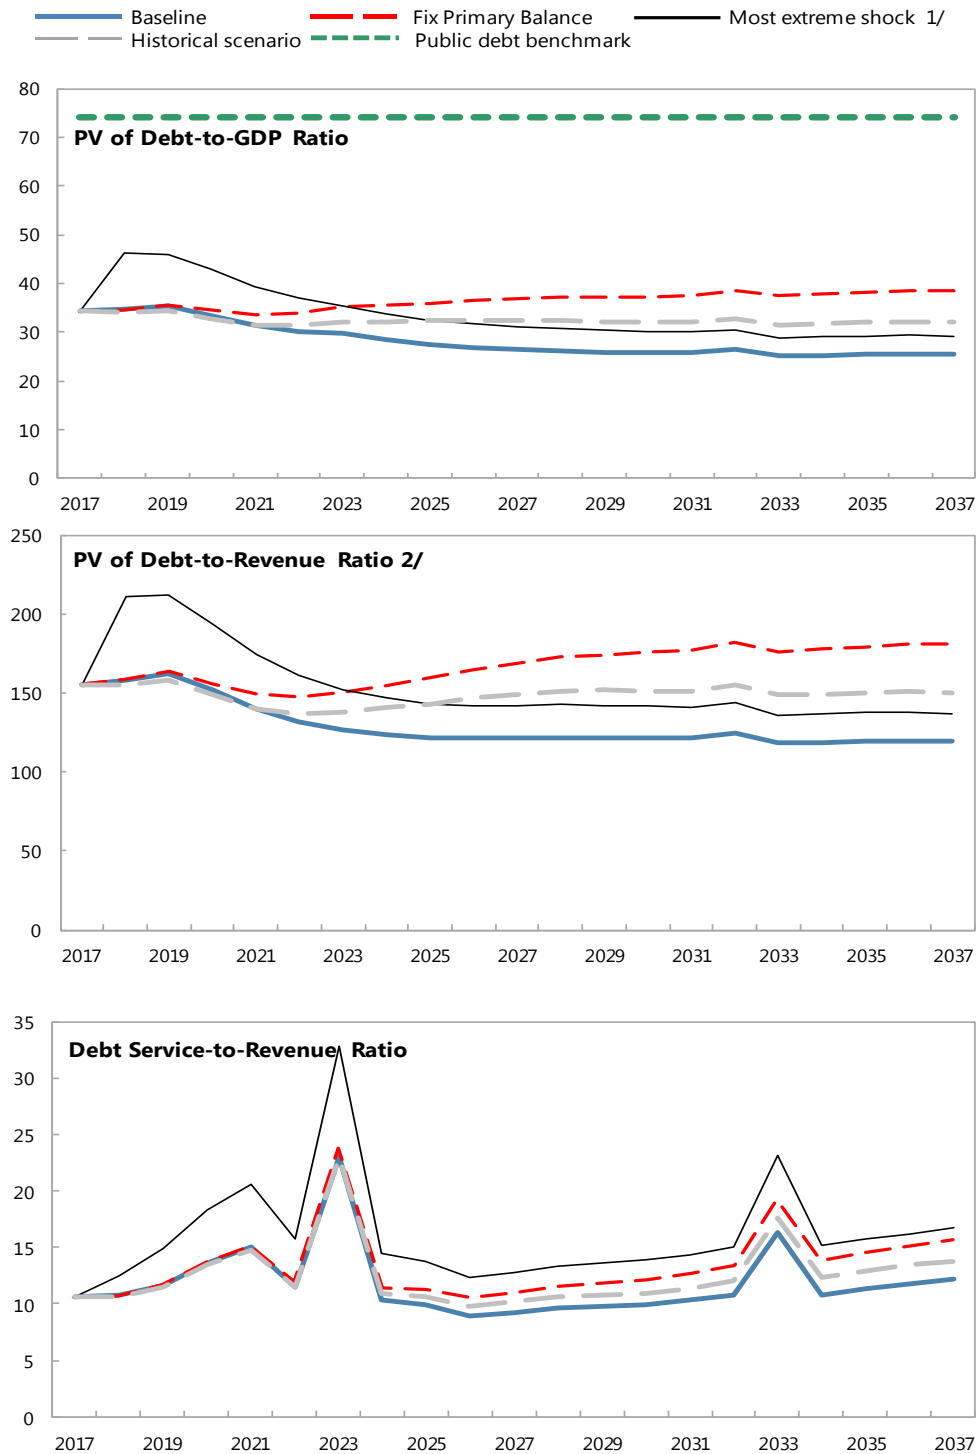 Baseline Fix Primary Balance Most extreme shock 1/
Historical scenario Public debt benchmark
80
PV of Debt-to-GDP Ratio
70
60
50
40
30
20
10
0
2017 2019 2021 2023 2025 2027 2029 2031 2033 2035 2037
250
PV of Debt-to-Revenue Ratio 2/
200
150
100
50
0
2017 2019 2021 2023 2025 2027 2029 2031 2033 2035 2037
35
Debt Service-to-Revenue Ratio
30
25
20
15
10
5
0
2017 2019 2021 2023 2025 2027 2029 2031 2033 2035 2037